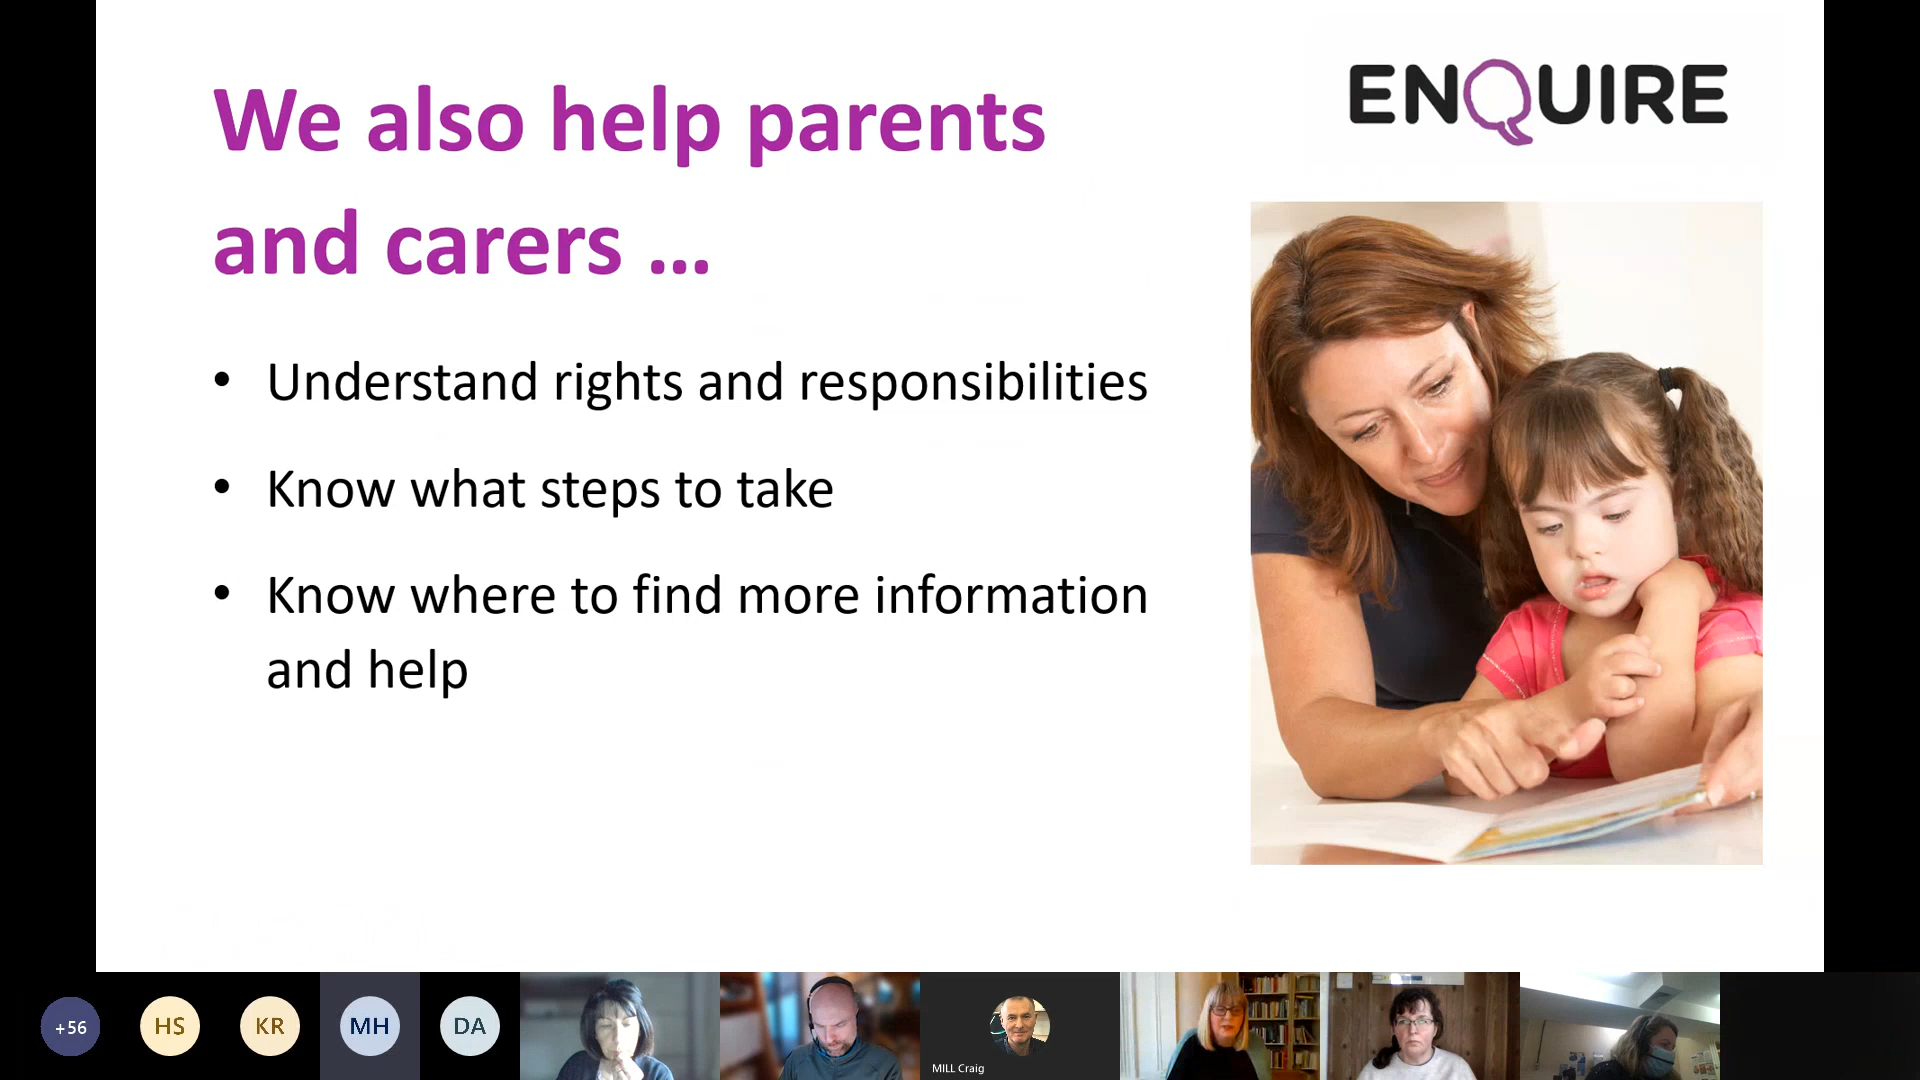 ENQUIRE
We also help parents
and carers ...
• Understand rights and responsibilities
• Know what steps to take
• Know where to find more information
and help
+56
HS
KR
MH
DA
MILL Craig